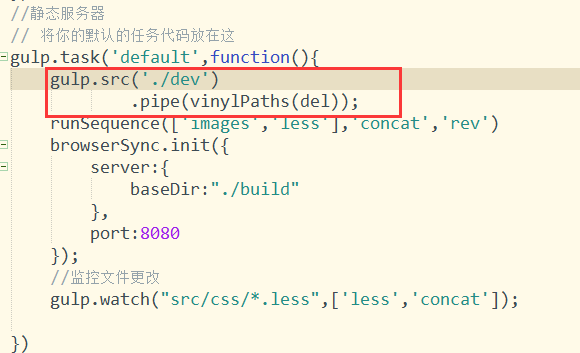 //静态服务器
// 将你的默认的任务代码放在这
gulp.task('default',function(){
gulp.src('./dev')
.pipe(vinylPaths(del));
runSequence(['images','less'],'concat','rev')
browserSync.init({
server:{
baseDir:"./build"
},
port:8080
});
//监控文件更改
gulp.watch("src/css/*.less",['less','concat']);
})